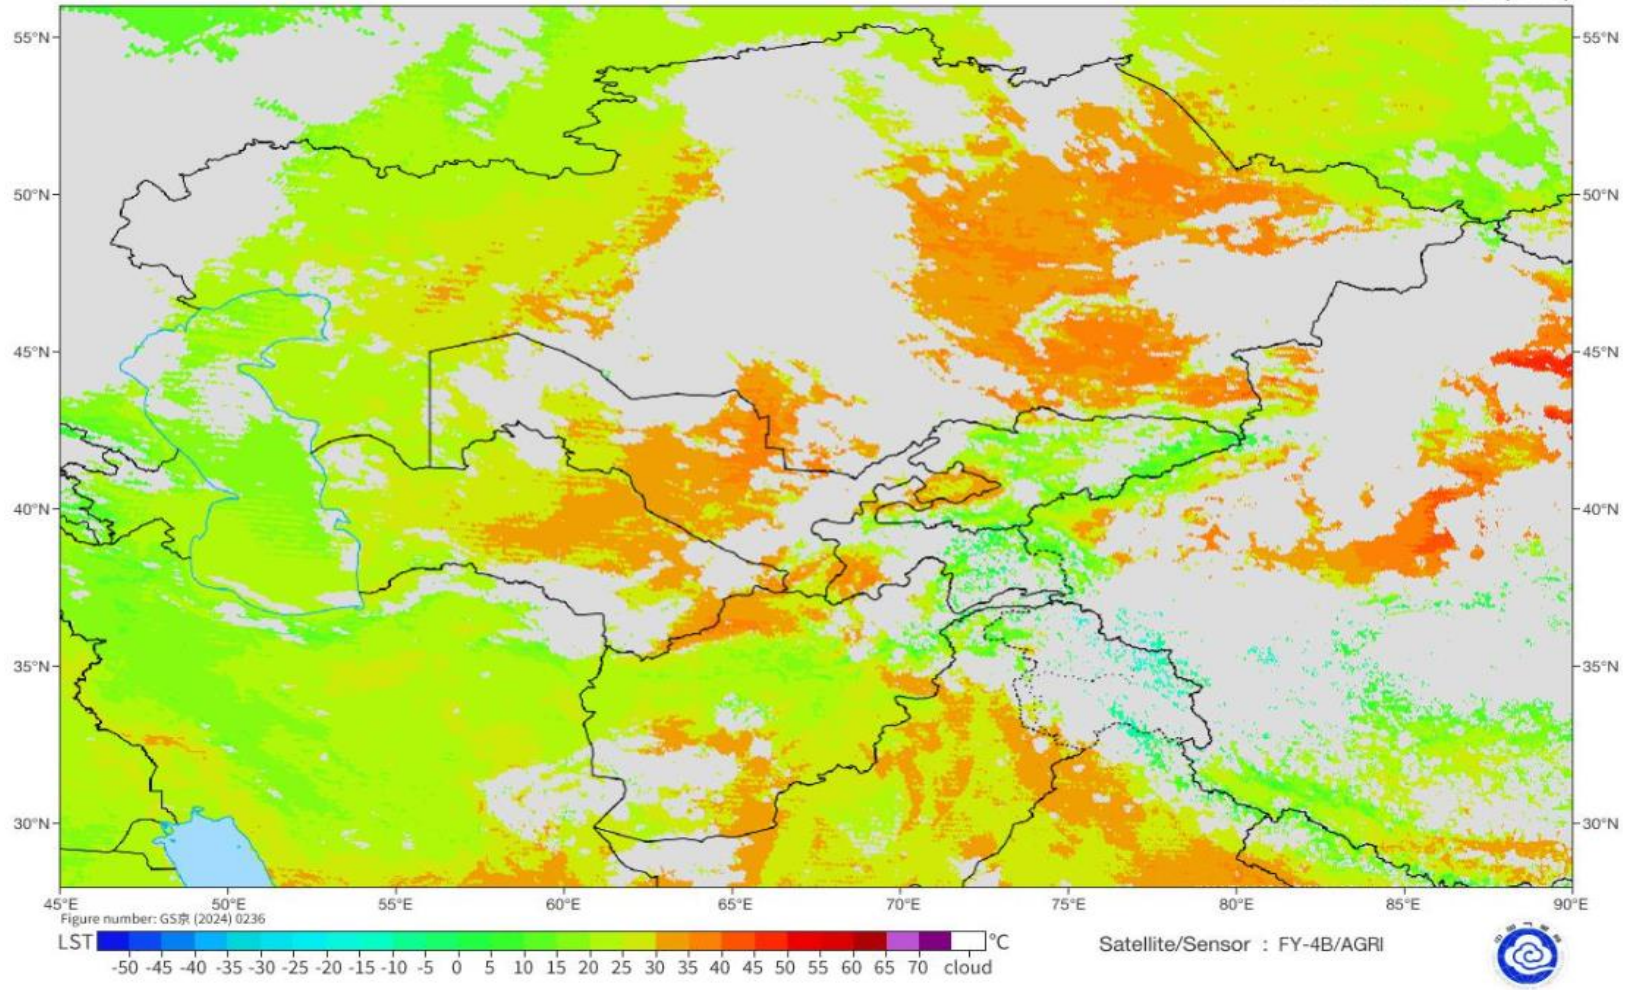 55°N 55°N
50°N 50°N
45°N 45°N
40°N 40°N
35°N 35°N
30°N 30°N
45°E 50°E 55°E 60°E 65°E 70°E 75°E 80°E 85°E 90°E
Figure number: GS京 (2024) 0236
LST °C
-50 -45 -40 -35 -30 -25 -20 -15 -10 -5 0 5 10 15 20 25 30 35 40 45 50 55 60 65 70 cloud
Satellite/Sensor : FY-4B/AGRI